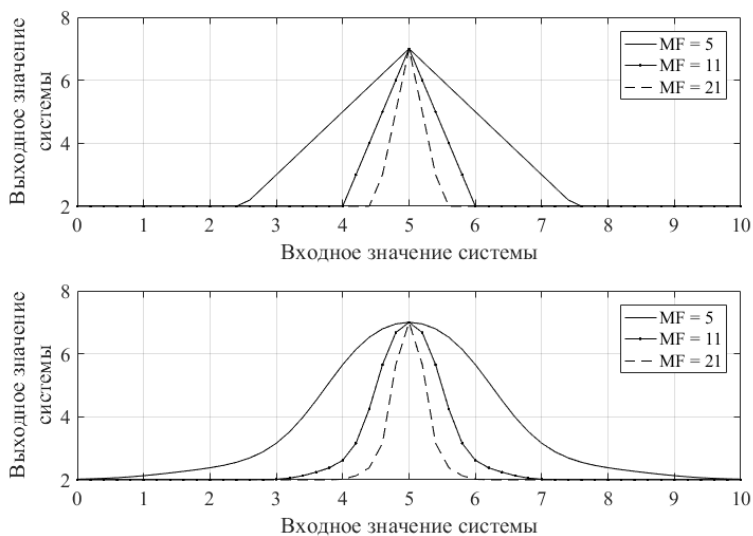 Выходное значение
системы
8
6
4
2
MF = 5
MF = 11
MF = 21
0 1 2 3 4 5 6 7 8 9 10
Входное значение системы
Выходное значение
системы
8
6
4
2
MF = 5
MF = 11
MF = 21
0 1 2 3 4 5 6 7 8 9 10
Входное значение системы